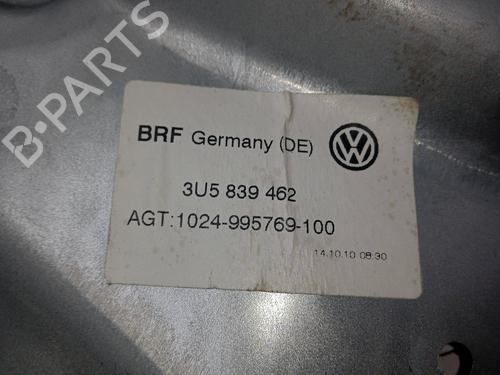 B-PARTS
BRF Germany (DE)
3U5 839 462
AGT:1024-995769-100
14.10.10 08:30